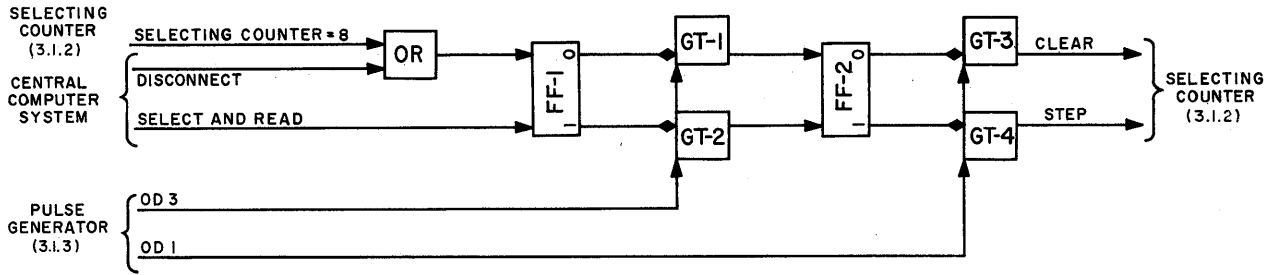 SELECTING
COUNTER
(3.1.2)
SELECTING COUNTER = 8
OR
DISCONNECT
CENTRAL
COMPUTER
SYSTEM
SELECT AND READ
FF-1
0
1
GT-1
GT-2
FF-2
0
1
GT-3
GT-4
CLEAR
STEP
SELECTING
COUNTER
(3.1.2)
PULSE
GENERATOR
(3.1.3)
OD 3
OD 1